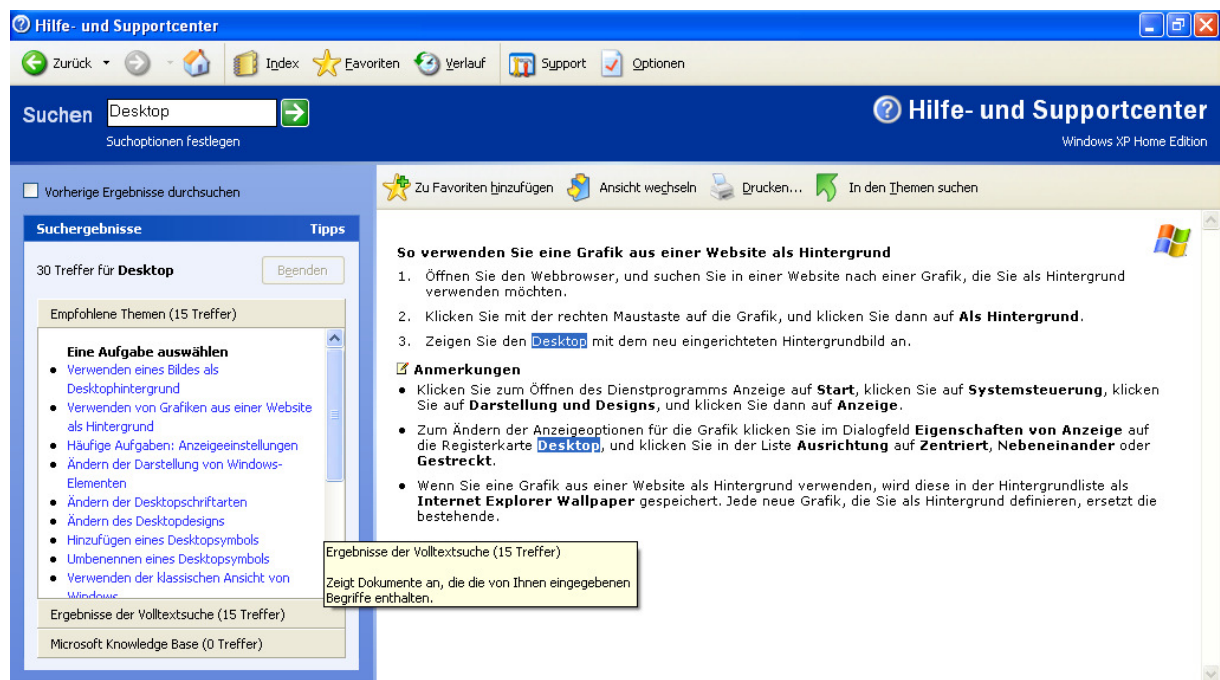 Hilfe- und Supportcenter
Zurück
Index
Favoriten
Verlauf
Support
Optionen
Suchen
Desktop
Suchoptionen festlegen
Hilfe- und Supportcenter
Windows XP Home Edition
Vorherige Ergebnisse durchsuchen
Suchergebnisse Tipps
30 Treffer für Desktop
Beenden
Empfohlene Themen (15 Treffer)
Eine Aufgabe auswählen
• Verwenden eines Bildes als
Desktophintergrund
• Verwenden von Grafiken aus einer Website
als Hintergrund
• Häufige Aufgaben: Anzeigeeinstellungen
• Ändern der Darstellung von Windows-
Elementen
• Ändern der Desktopschriftarten
• Ändern des Desktopdesigns
• Hinzufügen eines Desktopsymbols
• Umbenennen eines Desktopsymbols
• Verwenden der klassischen Ansicht von
Windows
Ergebnisse der Volltextsuche (15 Treffer)
Microsoft Knowledge Base (0 Treffer)
Zu Favoriten hinzufügen
Ansicht wechseln
Drucken...
In den Themen suchen
So verwenden Sie eine Grafik aus einer Website als Hintergrund
1. Öffnen Sie den Webbrowser, und suchen Sie in einer Website nach einer Grafik, die Sie als Hintergrund
verwenden möchten.
2. Klicken Sie mit der rechten Maustaste auf die Grafik, und klicken Sie dann auf Als Hintergrund.
3. Zeigen Sie den Desktop mit dem neu eingerichteten Hintergrundbild an.
Anmerkungen
• Klicken Sie zum Öffnen des Dienstprogramms Anzeige auf Start, klicken Sie auf Systemsteuerung, klicken
Sie auf Darstellung und Designs, und klicken Sie dann auf Anzeige.
• Zum Ändern der Anzeigeoptionen für die Grafik klicken Sie im Dialogfeld Eigenschaften von Anzeige auf
die Registerkarte Desktop, und klicken Sie in der Liste Ausrichtung auf Zentriert, Nebeneinander oder
Gestreckt.
• Wenn Sie eine Grafik aus einer Website als Hintergrund verwenden, wird diese in der Hintergrundliste als
Internet Explorer Wallpaper gespeichert. Jede neue Grafik, die Sie als Hintergrund definieren, ersetzt die
bestehende.
Ergebnisse der Volltextsuche (15 Treffer)
Zeigt Dokumente an, die die von Ihnen eingegebenen
Begriffe enthalten.